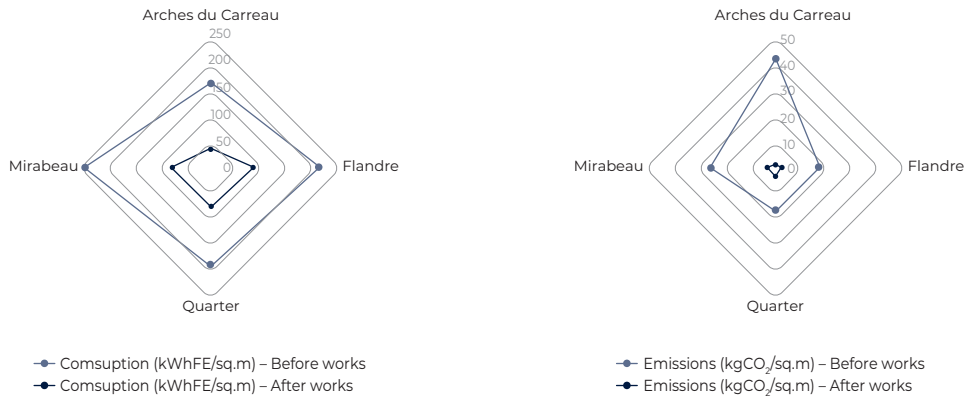 Arches du Carreau
250
200
150
100
50
0
Mirabeau
Flandre
Quarter
Comsuption (kWhFE/sq.m) – Before works
Comsuption (kWhFE/sq.m) – After works
Arches du Carreau
50
40
30
20
10
0
Mirabeau
Flandre
Quarter
Emissions (kgCO₂/sq.m) – Before works
Emissions (kgCO₂/sq.m) – After works